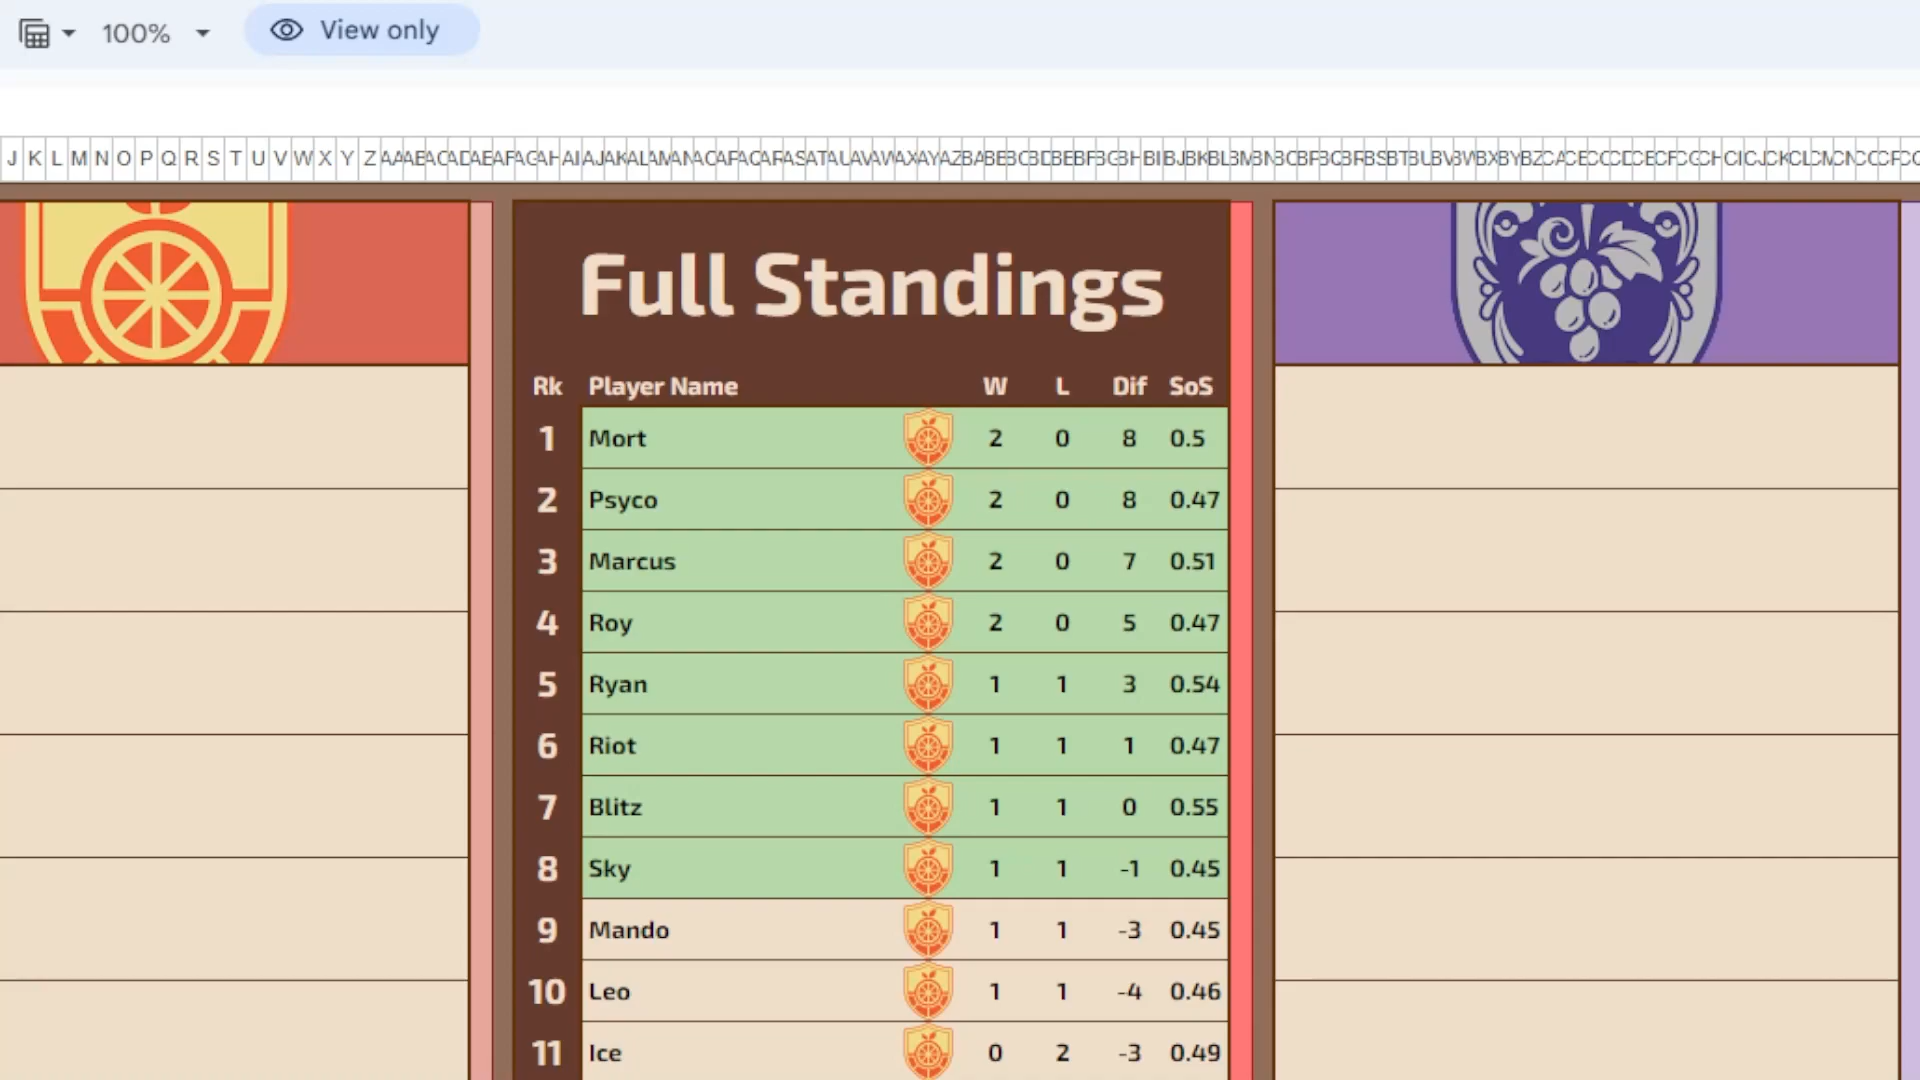 100%
View only
J K L M N O P Q R S T U V W X Y Z
Full Standings
Rk Player Name W L Dif SoS
1 Mort 2 0 8 0.5
2 Psyco 2 0 8 0.47
3 Marcus 2 0 7 0.51
4 Roy 2 0 5 0.47
5 Ryan 1 1 3 0.54
6 Riot 1 1 1 0.47
7 Blitz 1 1 0 0.55
8 Sky 1 1 -1 0.45
9 Mando 1 1 -3 0.45
10 Leo 1 1 -4 0.46
11 Ice 0 2 -3 0.49